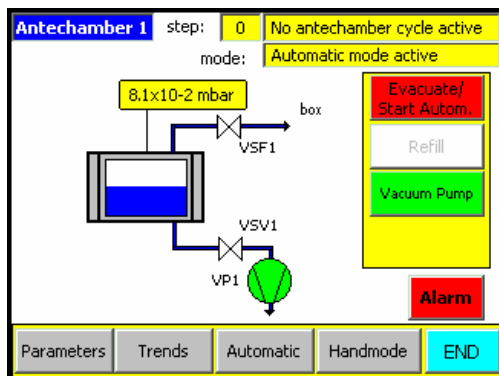 Antechamber 1 step: 0 No antechamber cycle active
mode: Automatic mode active
8.1x10-2 mbar
box
VSF1
Evacuate/
Start Autom.
Refill
Vacuum Pump
VSV1
VP1
Alarm
Parameters Trends Automatic Handmode END